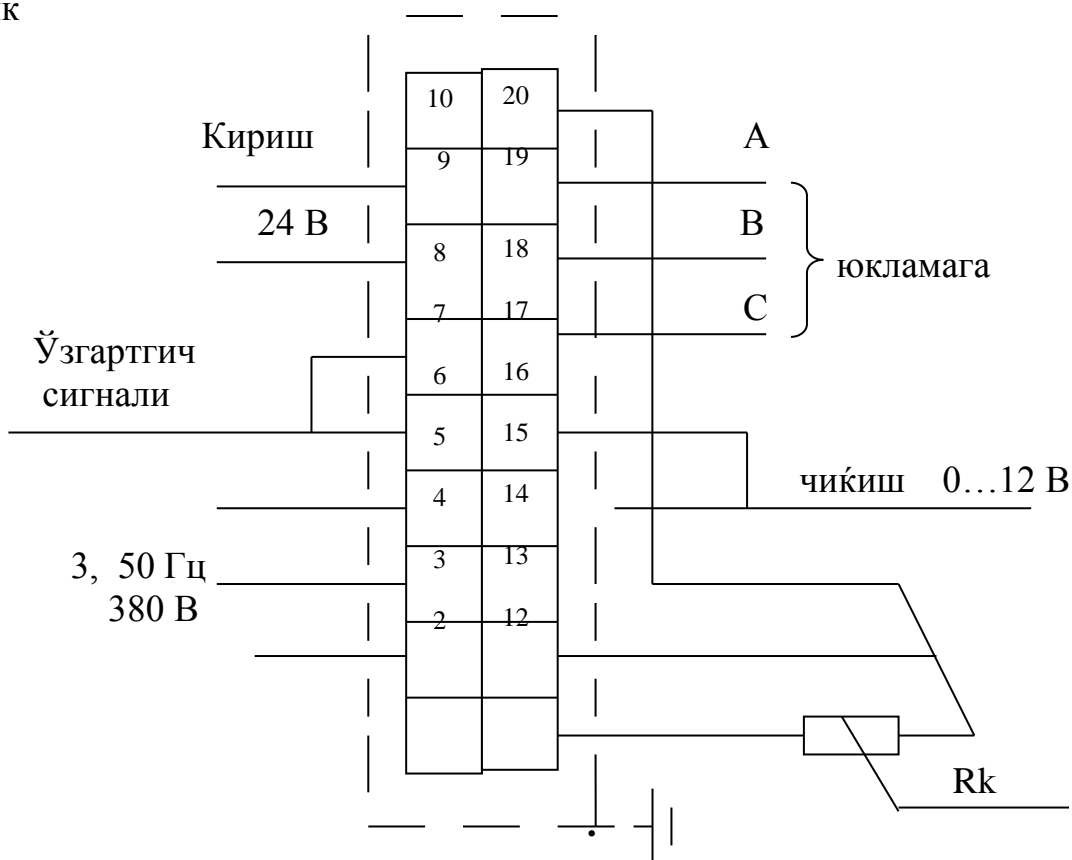 ик
10 20
Кириш
А
9 19
24 В
В
8 18
юкламага
7 17
С
Ўзгартгич
сигнали
6 16
5 15
чиќиш 0…12 В
4 14
3, 50 Гц
3 13
380 В
2 12
Rk